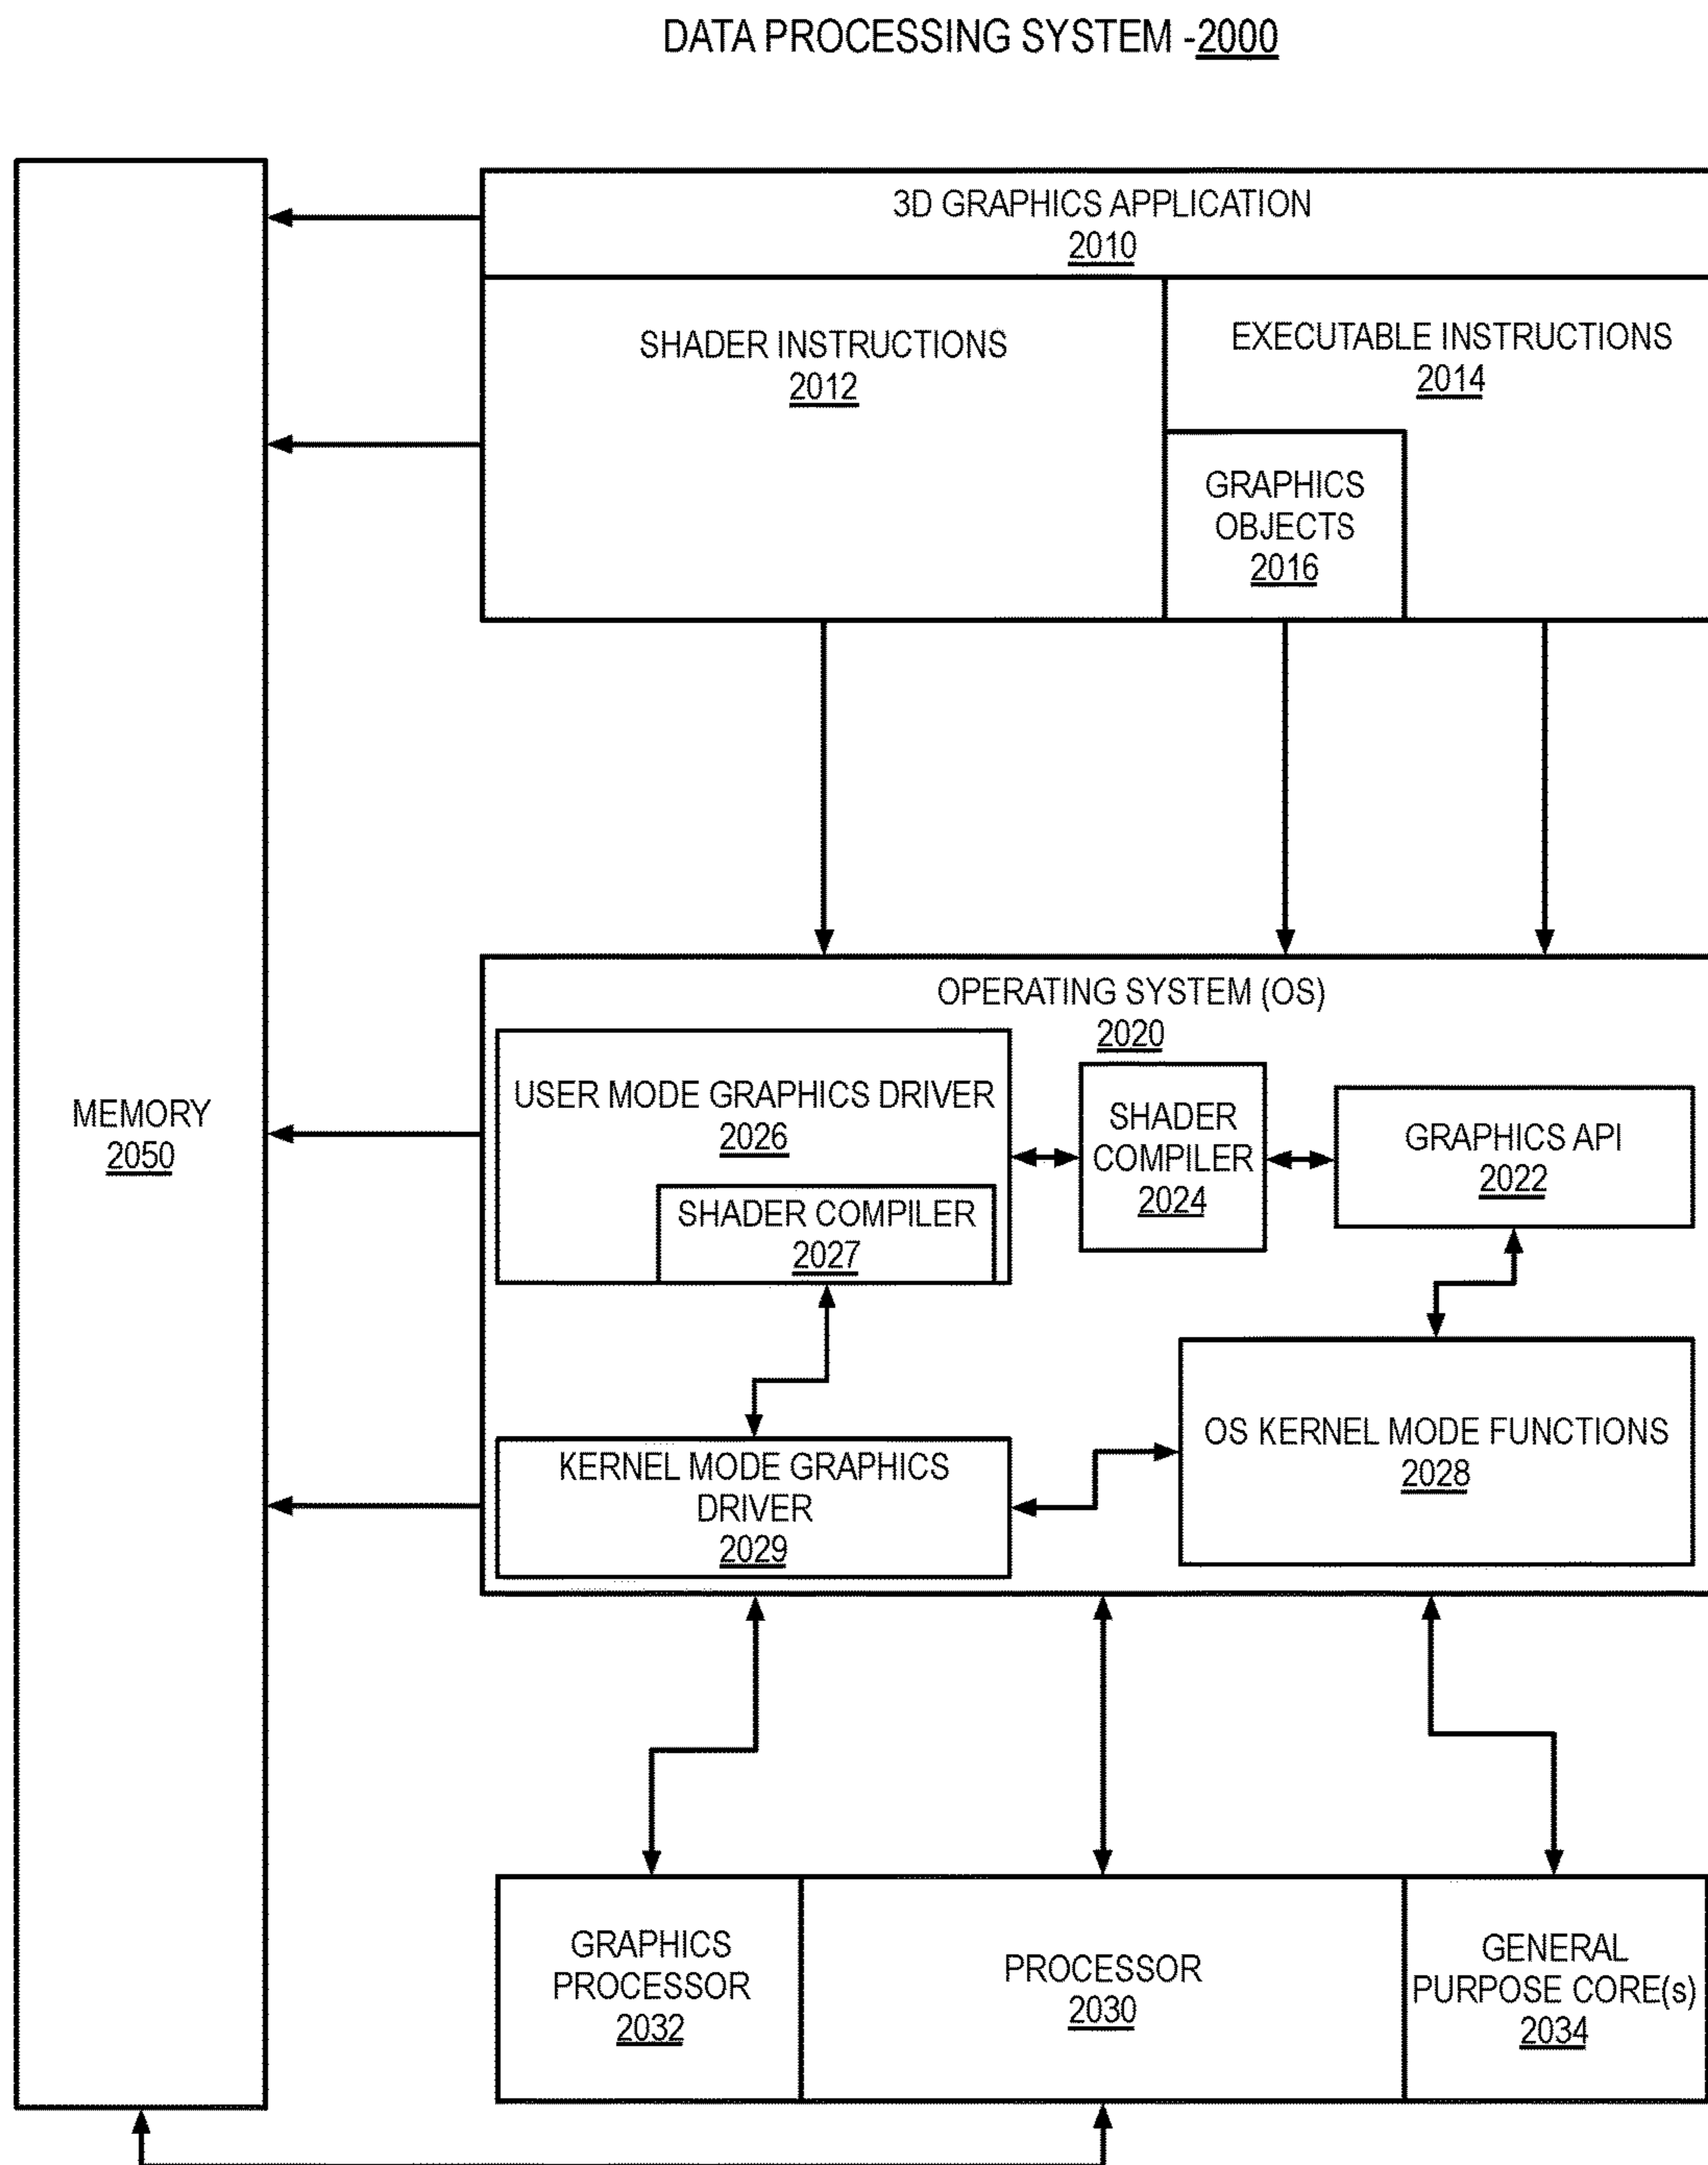 DATA PROCESSING SYSTEM -2000
3D GRAPHICS APPLICATION
2010
SHADER INSTRUCTIONS
2012
EXECUTABLE INSTRUCTIONS
2014
GRAPHICS
OBJECTS
2016
MEMORY
2050
OPERATING SYSTEM (OS)
2020
USER MODE GRAPHICS DRIVER
2026
SHADER COMPILER
2027
SHADER
COMPILER
2024
GRAPHICS API
2022
KERNEL MODE GRAPHICS
DRIVER
2029
OS KERNEL MODE FUNCTIONS
2028
GRAPHICS
PROCESSOR
2032
PROCESSOR
2030
GENERAL
PURPOSE CORE(s)
2034